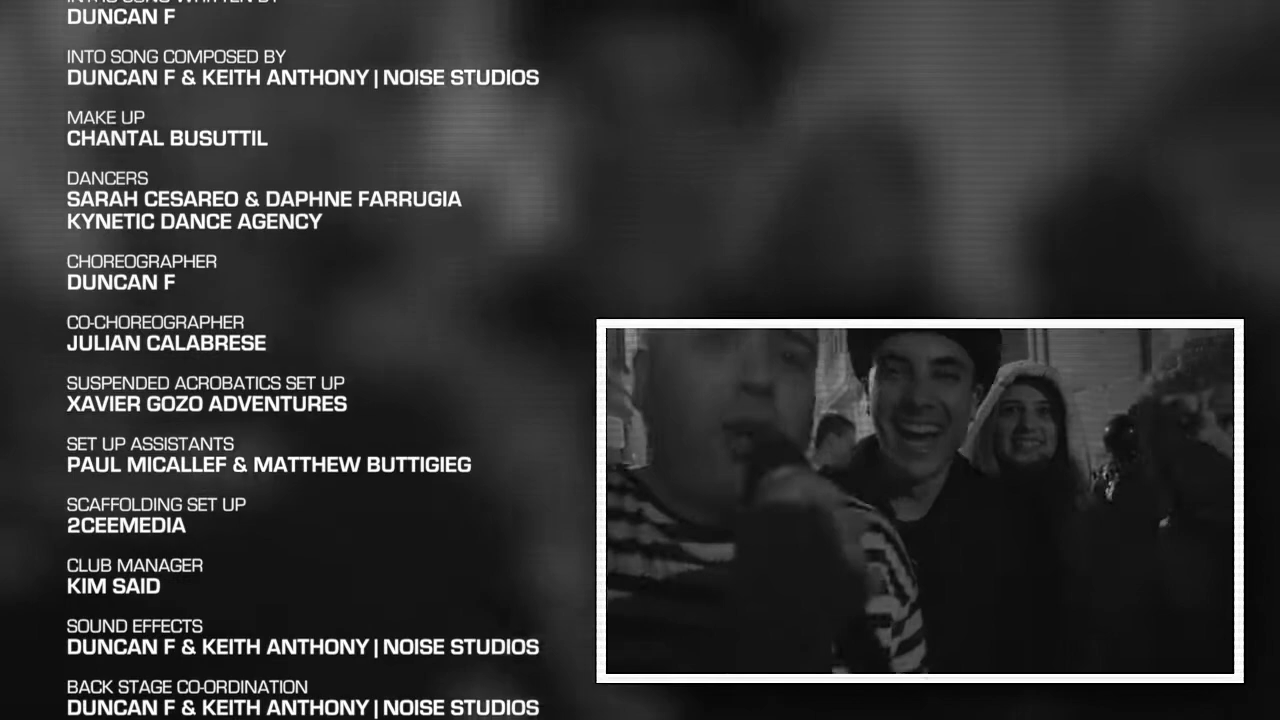 DUNCAN F
INTO SONG COMPOSED BY
DUNCAN F & KEITH ANTHONY | NOISE STUDIOS
MAKE UP
CHANTAL BUSUTTIL
DANCERS
SARAH CESAREO & DAPHNE FARRUGIA
KYNETIC DANCE AGENCY
CHOREOGRAPHER
DUNCAN F
CO-CHOREOGRAPHER
JULIAN CALABRESE
SUSPENDED ACROBATICS SET UP
XAVIER GOZO ADVENTURES
SET UP ASSISTANTS
PAUL MICALLEF & MATTHEW BUTTIGIEG
SCAFFOLDING SET UP
2CEEMEDIA
CLUB MANAGER
KIM SAID
SOUND EFFECTS
DUNCAN F & KEITH ANTHONY | NOISE STUDIOS
BACK STAGE CO-ORDINATION
DUNCAN F & KEITH ANTHONY | NOISE STUDIOS